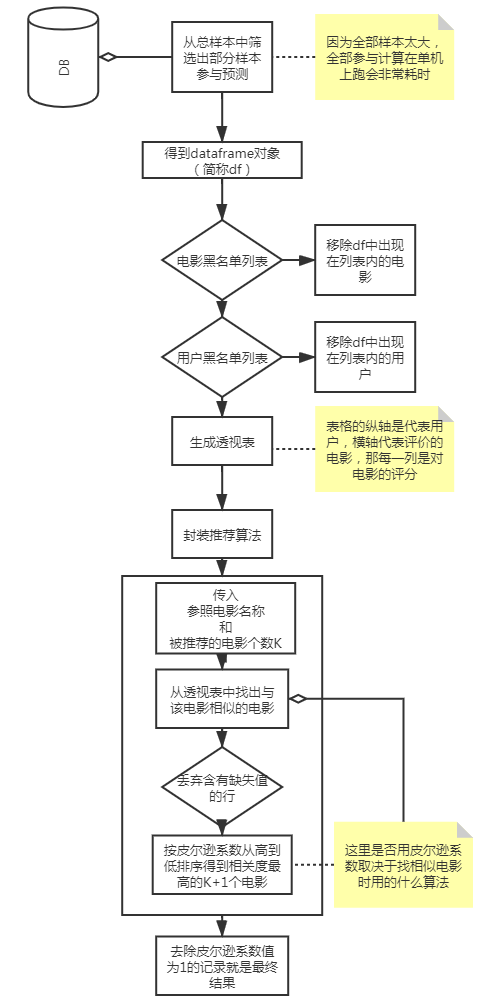 DB
从总样本中筛
选出部分样本
参与预测
因为全部样本太大，
全部参与计算在单机
上跑会非常耗时
得到dataframe对象
（简称df）
电影黑名单列表
移除df中出现
在列表内的电
影
用户黑名单列表
移除df中出现
在列表内的用
户
生成透视表
表格的纵轴是代表用
户，横轴代表评价的
电影，那每一列是对
电影的评分
封装推荐算法
传入
参照电影名称
和
被推荐的电影个数K
从透视表中找出与
该电影相似的电影
丢弃含有缺失值
的行
按皮尔逊系数从高到
低排序得到相关度最
高的K+1个电影
这里是否用皮尔逊系
数取决于找相似电影
时用的什么算法
去除皮尔逊系数值
为1的记录就是最终
结果